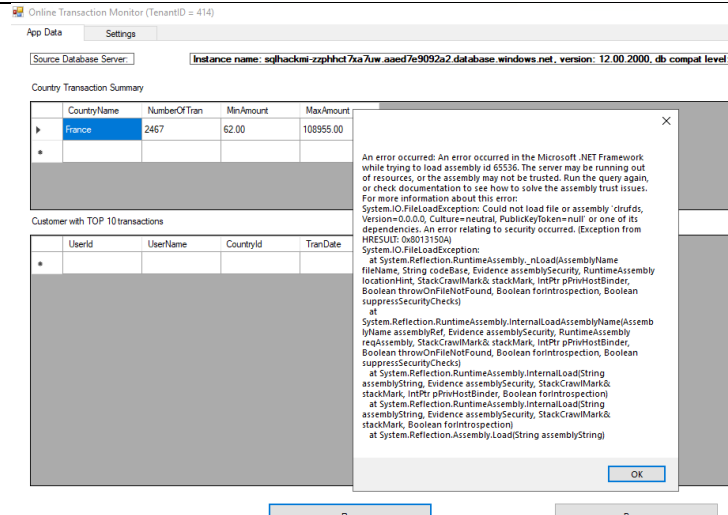 Online Transaction Monitor (TenantID = 414)
App Data Settings
Source Database Server: Instance name: sqlhackmi-zzphhct7xa7uw.aaed7e9092a2.database.windows.net, version: 12.00.2000, db compat level
Country Transaction Summary
CountryName NumberOfTran MinAmount MaxAmount
France 2467 62.00 108955.00
Customer with TOP 10 transactions
UserId UserName CountryId TranDate
An error occurred: An error occurred in the Microsoft .NET Framework
while trying to load assembly id 65536. The server may be running out
of resources, or the assembly may not be trusted. Run the query again,
or check documentation to see how to solve the assembly trust issues.
For more information about this error:
System.IO.FileLoadException: Could not load file or assembly 'clrufds,
Version=0.0.0.0, Culture=neutral, PublicKeyToken=null' or one of its
dependencies. An error relating to security occurred. (Exception from
HRESULT: 0x8013150A)
System.IO.FileLoadException:
at System.Reflection.RuntimeAssembly._nLoad(AssemblyName
fileName, String codeBase, Evidence assemblySecurity, RuntimeAssembly
locationHint, StackCrawlMark& stackMark, IntPtr pPrivHostBinder,
Boolean throwOnFileNotFound, Boolean forIntrospection, Boolean
suppressSecurityChecks)
at
System.Reflection.RuntimeAssembly.InternalLoadAssemblyName(Assemb
lyName assemblyRef, Evidence assemblySecurity, RuntimeAssembly
reqAssembly, StackCrawlMark& stackMark, IntPtr pPrivHostBinder,
Boolean throwOnFileNotFound, Boolean forIntrospection, Boolean
suppressSecurityChecks)
at System.Reflection.RuntimeAssembly.InternalLoad(String
assemblyString, Evidence assemblySecurity, StackCrawlMark&
stackMark, IntPtr pPrivHostBinder, Boolean forIntrospection)
at System.Reflection.RuntimeAssembly.InternalLoad(String
assemblyString, Evidence assemblySecurity, StackCrawlMark&
stackMark, Boolean forIntrospection)
at System.Reflection.Assembly.Load(String assemblyString)
OK